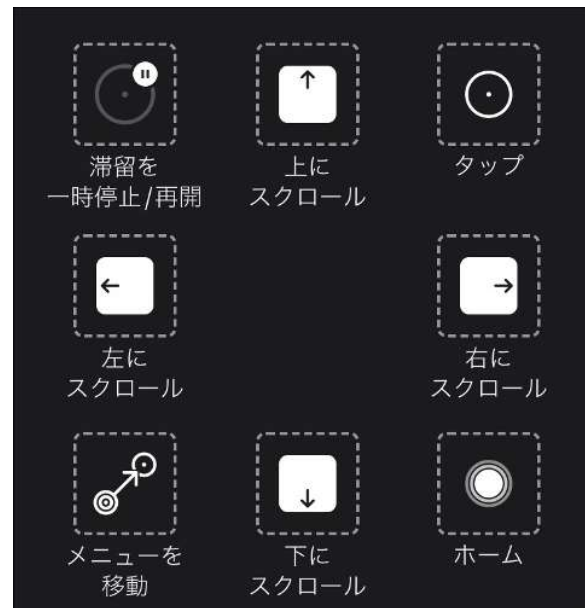 滞留を
一時停止/再開
上に
スクロール
タップ
左に
スクロール
右に
スクロール
メニューを
移動
下に
スクロール
ホーム